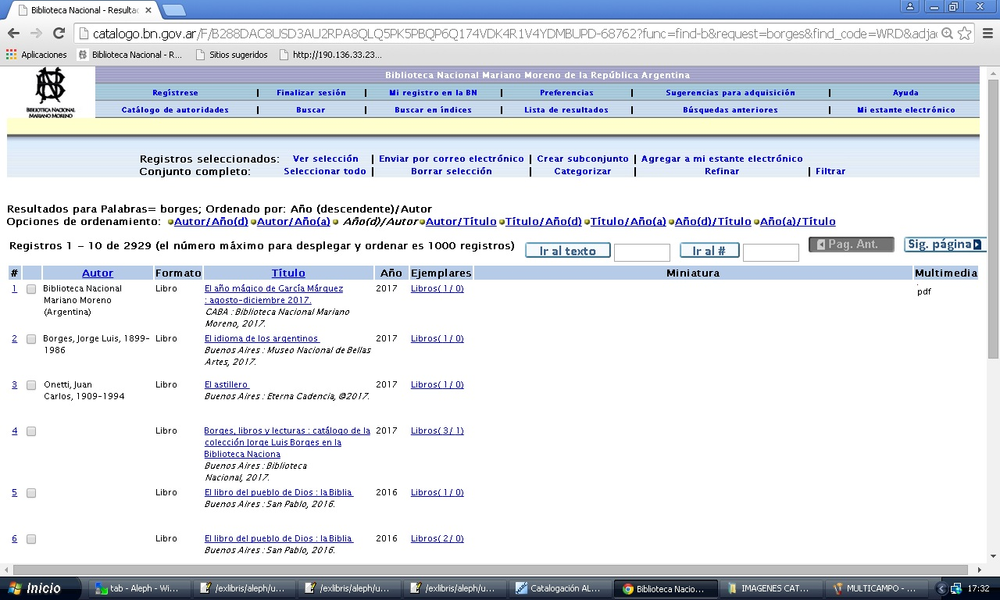 Biblioteca Nacional - Resultad
catalogo.bn.gov.ar/F/B288DAC8USD3AU2RPA8QLQ5PK5PBQP6Q174VDK4R1V4YDMBUPD-68762?func=find-b&request=borges&find_code=WRD&adjac
Aplicaciones Biblioteca Nacional - R... Sitios sugeridos http://190.136.33.23...
BIBLIOTECA NACIONAL
MARIANO MORENO
Biblioteca Nacional Mariano Moreno de la República Argentina
Regístrese | Finalizar sesión | Mi registro en la BN | Preferencias | Sugerencias para adquisición | Ayuda
Catálogo de autoridades | Buscar | Buscar en índices | Lista de resultados | Búsquedas anteriores | Mi estante electrónico
Registros seleccionados: Ver selección | Enviar por correo electrónico | Crear subconjunto | Agregar a mi estante electrónico
Conjunto completo: Seleccionar todo | Borrar selección | Categorizar | Refinar | Filtrar
Resultados para Palabras= borges; Ordenado por: Año (descendente)/Autor
Opciones de ordenamiento: Autor/Año(d) Autor/Año(a) Año(d)/Autor Autor/Título Título/Año(d) Título/Año(a) Año(d)/Título Año(a)/Título
Registros 1 - 10 de 2929 (el número máximo para desplegar y ordenar es 1000 registros) Ir al texto Ir al # Pag. Ant. Sig. página
# Autor Formato Título Año Ejemplares Miniatura Multimedia
1 Biblioteca Nacional Libro El año mágico de García Márquez 2017 Libros( 1/ 0)
Mariano Moreno : agosto-diciembre 2017. pdf
(Argentina) CABA : Biblioteca Nacional Mariano
Moreno, 2017.
2 Borges, Jorge Luis, 1899- Libro El idioma de los argentinos 2017 Libros( 1/ 0)
1986 Buenos Aires : Museo Nacional de Bellas
Artes, 2017.
3 Onetti, Juan Libro El astillero 2017 Libros( 1/ 0)
Carlos, 1909-1994 Buenos Aires : Eterna Cadencia, @2017.
4 Libro Borges, libros y lecturas : catálogo de la 2017 Libros( 3/ 1)
colección Jorge Luis Borges en la
Biblioteca Naciona
Buenos Aires : Biblioteca
Nacional, 2017.
5 Libro El libro del pueblo de Dios : la Biblia 2016 Libros( 1/ 0)
Buenos Aires : San Pablo, 2016.
6 Libro El libro del pueblo de Dios : la Biblia 2016 Libros( 2/ 0)
Buenos Aires : San Pablo, 2016.
Inicio tab - Aleph - Wi... /exlibris/aleph/u... /exlibris/aleph/u... /exlibris/aleph/u... Catalogación AL... Biblioteca Nacio... IMAGENES CAT... MULTICAMPO - ... 17:32